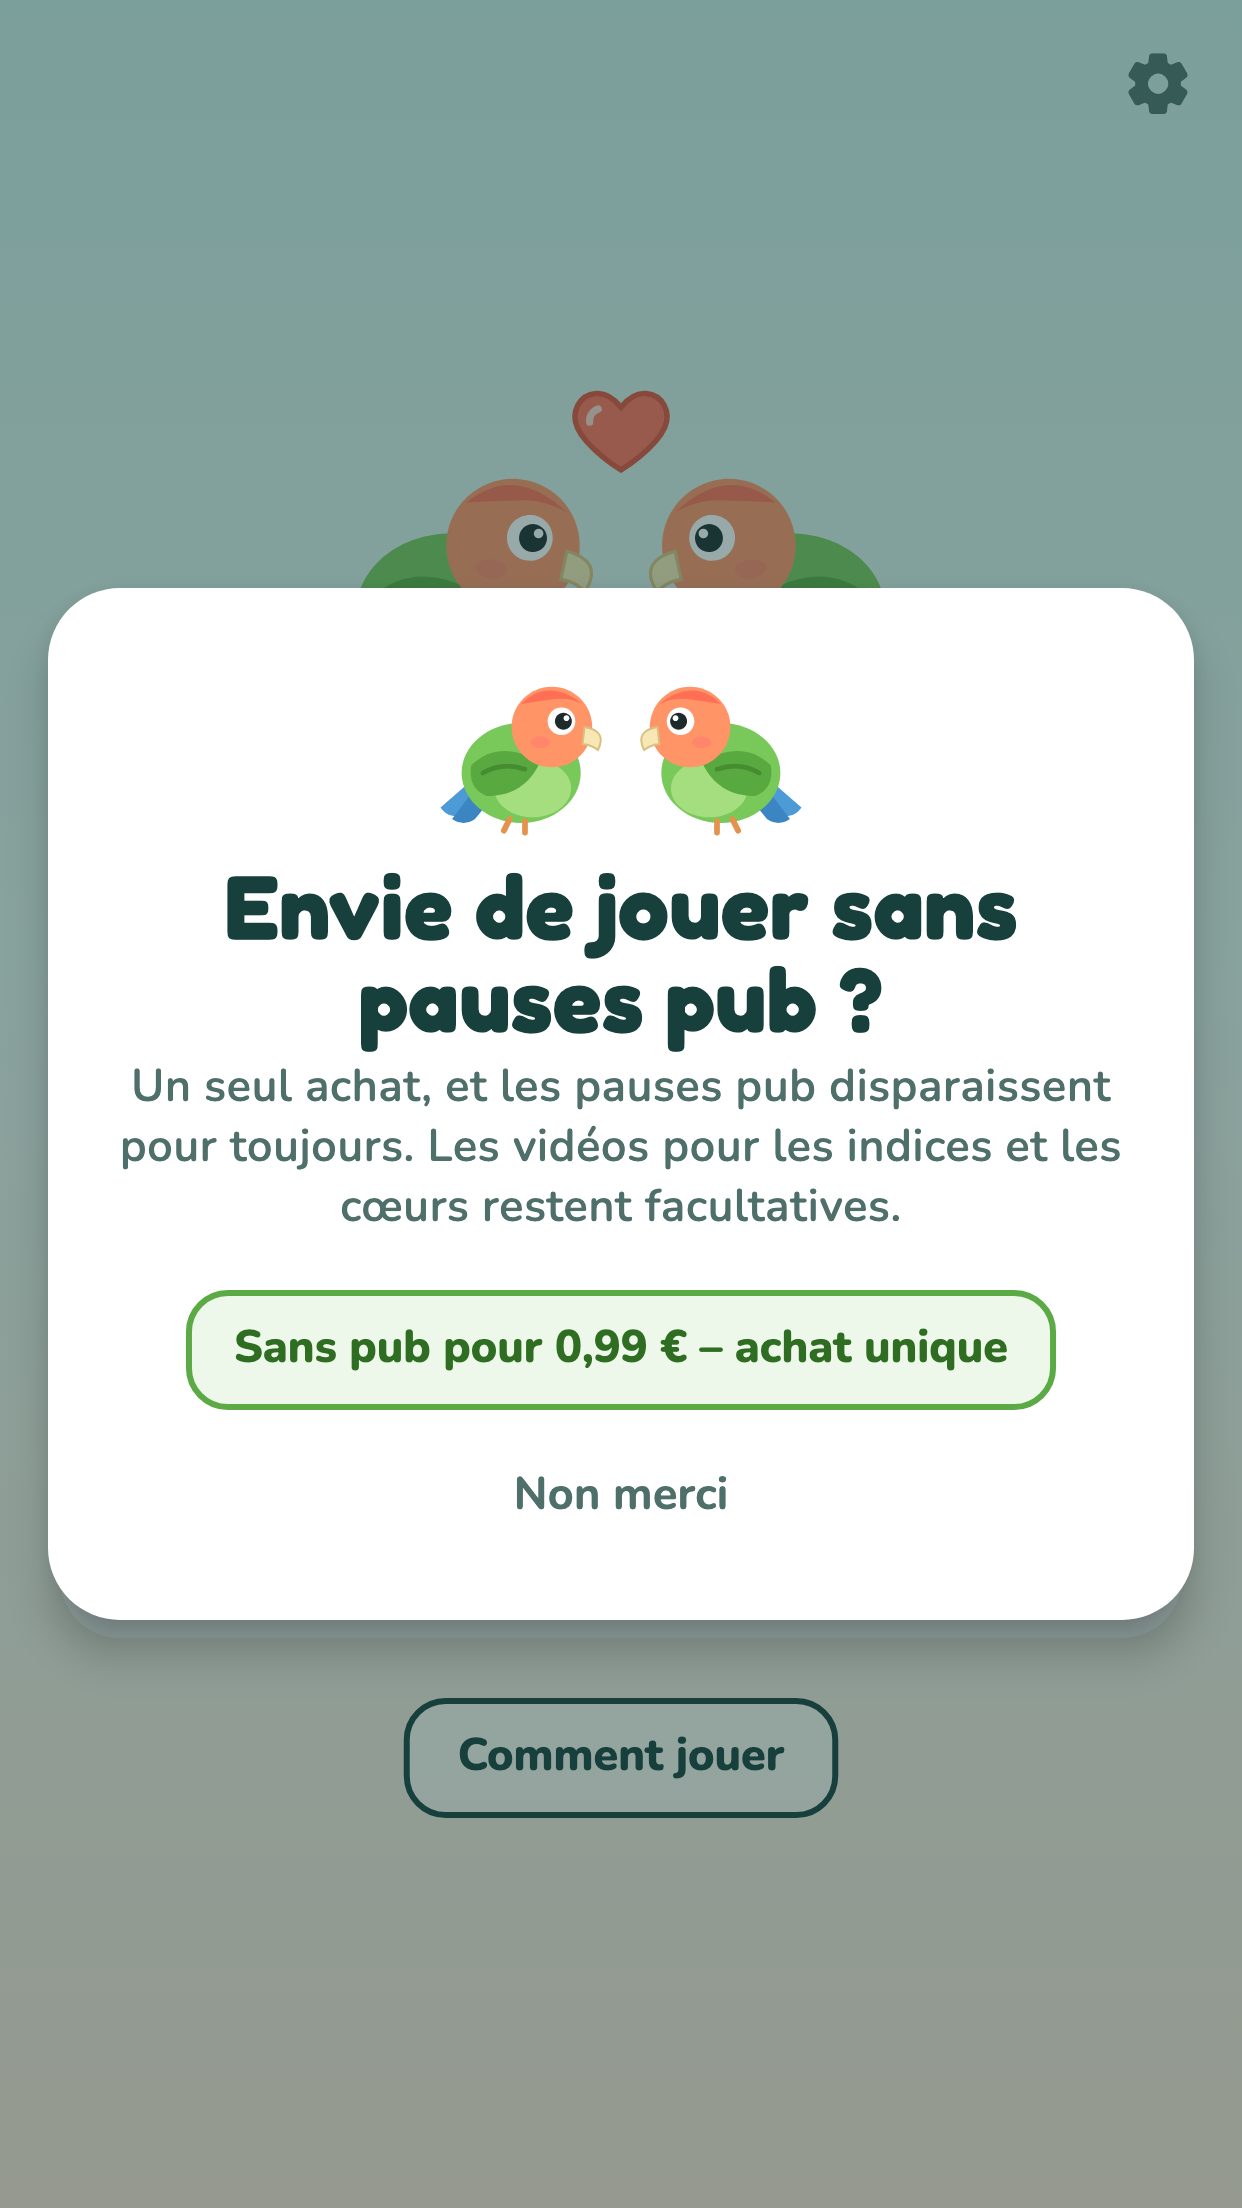 Envie de jouer sans
pauses pub ?
Un seul achat, et les pauses pub disparaissent
pour toujours. Les vidéos pour les indices et les
cœurs restent facultatives.
Sans pub pour 0,99 € – achat unique
Non merci
Comment jouer